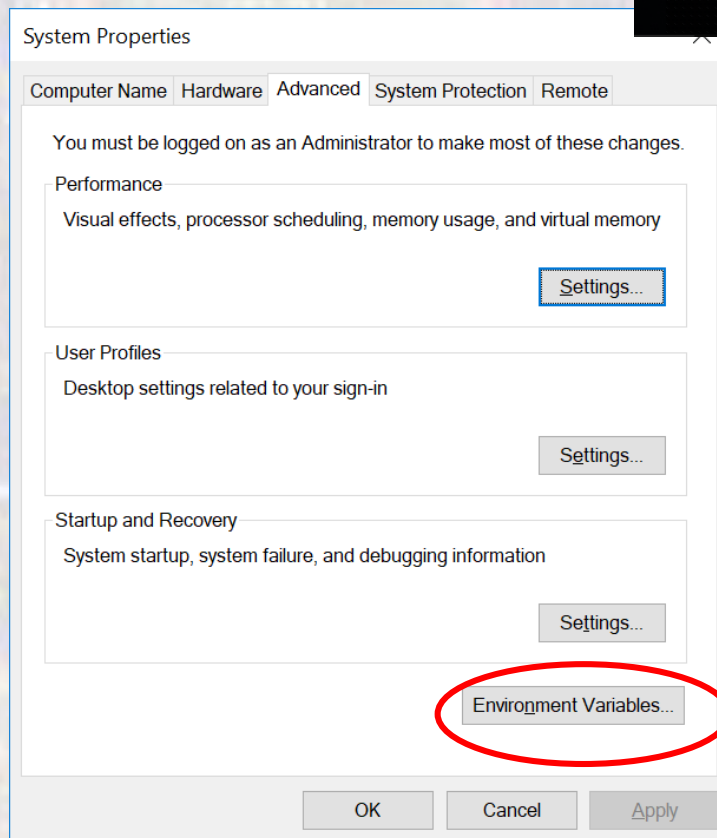 System Properties
Computer Name Hardware Advanced System Protection Remote
You must be logged on as an Administrator to make most of these changes.
Performance
Visual effects, processor scheduling, memory usage, and virtual memory
Settings...
User Profiles
Desktop settings related to your sign-in
Settings...
Startup and Recovery
System startup, system failure, and debugging information
Settings...
Environment Variables...
OK Cancel Apply